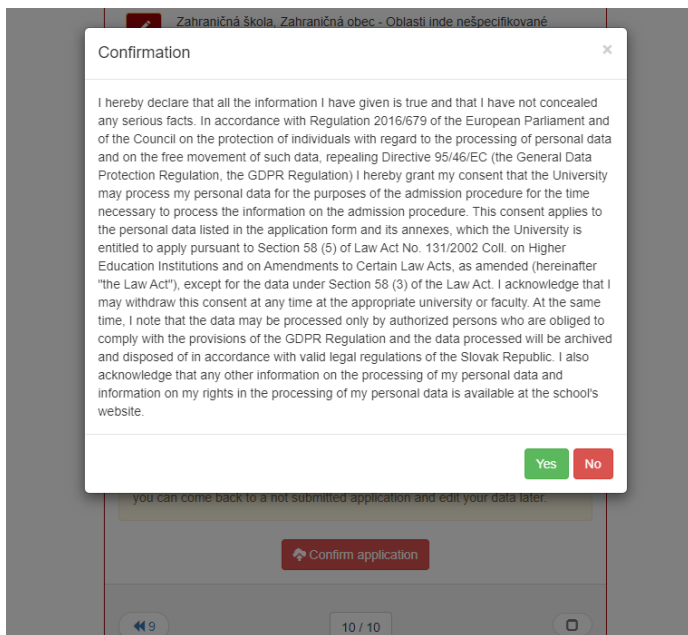 Zahraničná škola, Zahraničná obec - Oblasti inde nešpecifikované
Confirmation
×
I hereby declare that all the information I have given is true and that I have not concealed
any serious facts. In accordance with Regulation 2016/679 of the European Parliament and
of the Council on the protection of individuals with regard to the processing of personal data
and on the free movement of such data, repealing Directive 95/46/EC (the General Data
Protection Regulation, the GDPR Regulation) I hereby grant my consent that the University
may process my personal data for the purposes of the admission procedure for the time
necessary to process the information on the admission procedure. This consent applies to
the personal data listed in the application form and its annexes, which the University is
entitled to apply pursuant to Section 58 (5) of Law Act No. 131/2002 Coll. on Higher
Education Institutions and on Amendments to Certain Law Acts, as amended (hereinafter
"the Law Act"), except for the data under Section 58 (3) of the Law Act. I acknowledge that I
may withdraw this consent at any time at the appropriate university or faculty. At the same
time, I note that the data may be processed only by authorized persons who are obliged to
comply with the provisions of the GDPR Regulation and the data processed will be archived
and disposed of in accordance with valid legal regulations of the Slovak Republic. I also
acknowledge that any other information on the processing of my personal data and
information on my rights in the processing of my personal data is available at the school's
website.
Yes No
you can come back to a not submitted application and edit your data later.
Confirm application
9 10 / 10